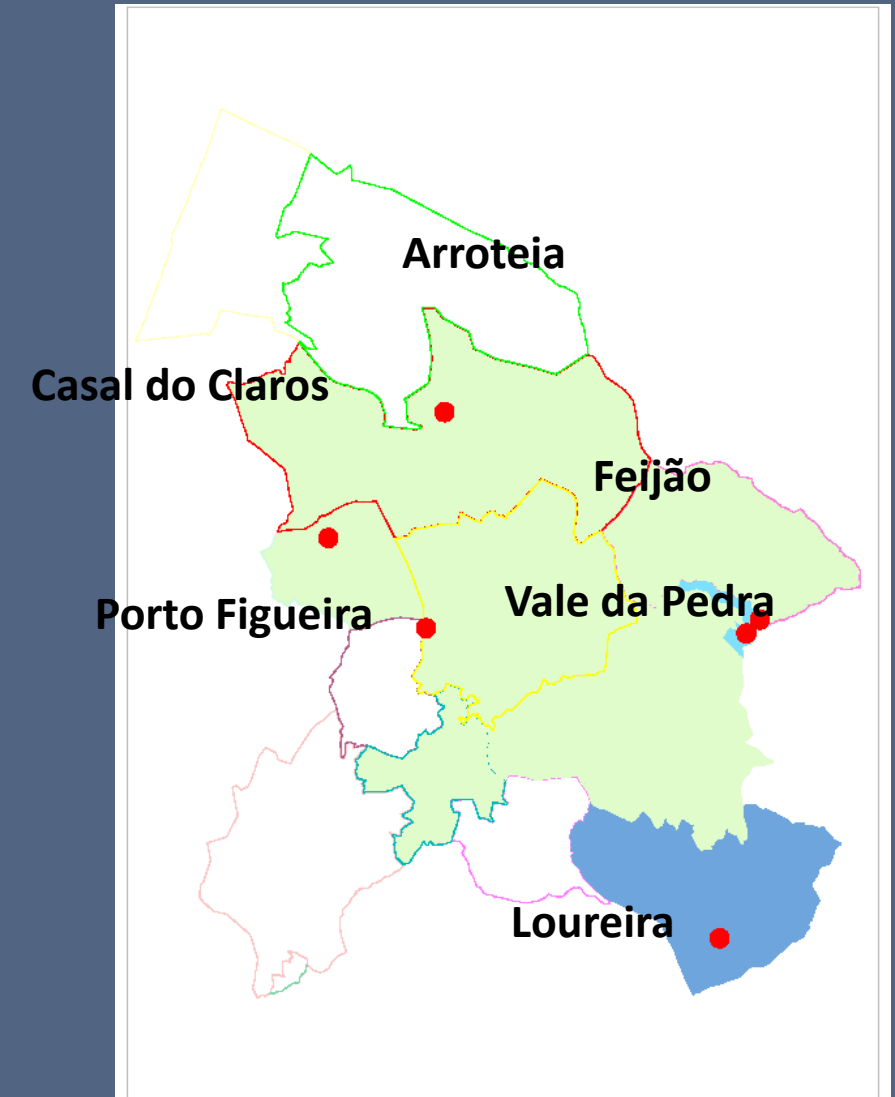 Arroteia
Casal do Claros
Feijão
Vale da Pedra
Porto Figueira
Loureira